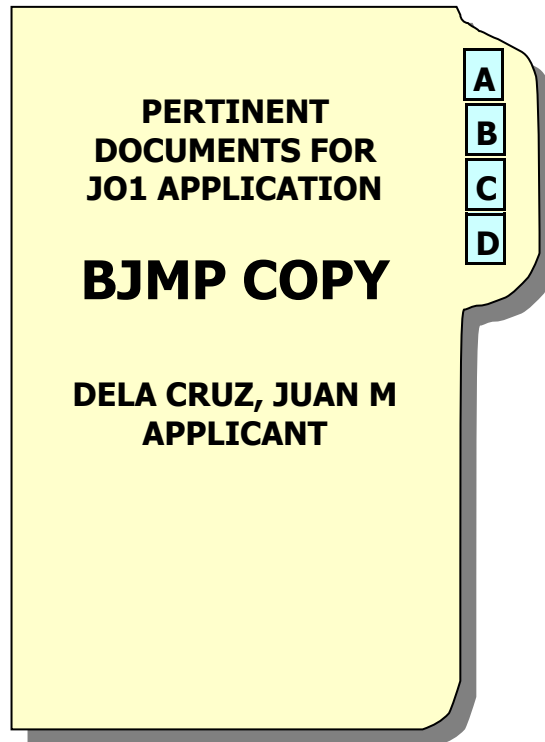 PERTINENT
DOCUMENTS FOR
JO1 APPLICATION
BJMP COPY
DELA CRUZ, JUAN M
APPLICANT
A
B
C
D